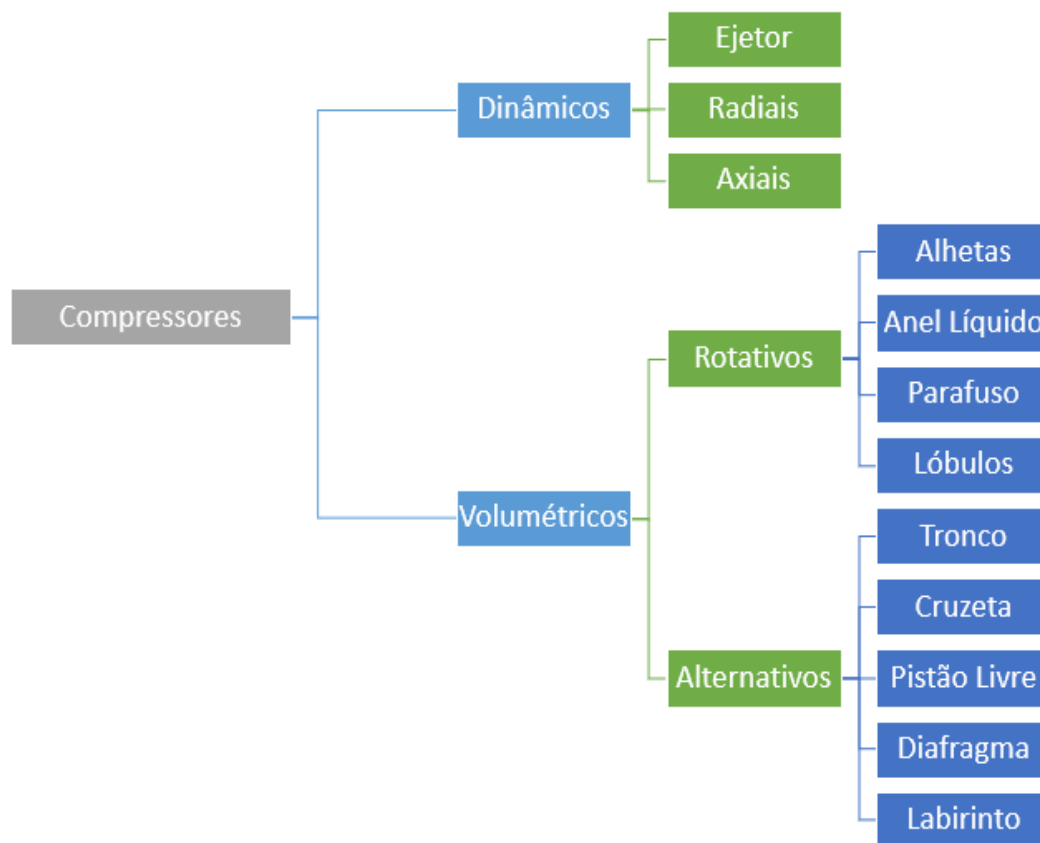 Compressores
Dinâmicos
Ejetor
Radiais
Axiais
Volumétricos
Rotativos
Alhetas
Anel Líquido
Parafuso
Lóbulos
Alternativos
Tronco
Cruzeta
Pistão Livre
Diafragma
Labirinto